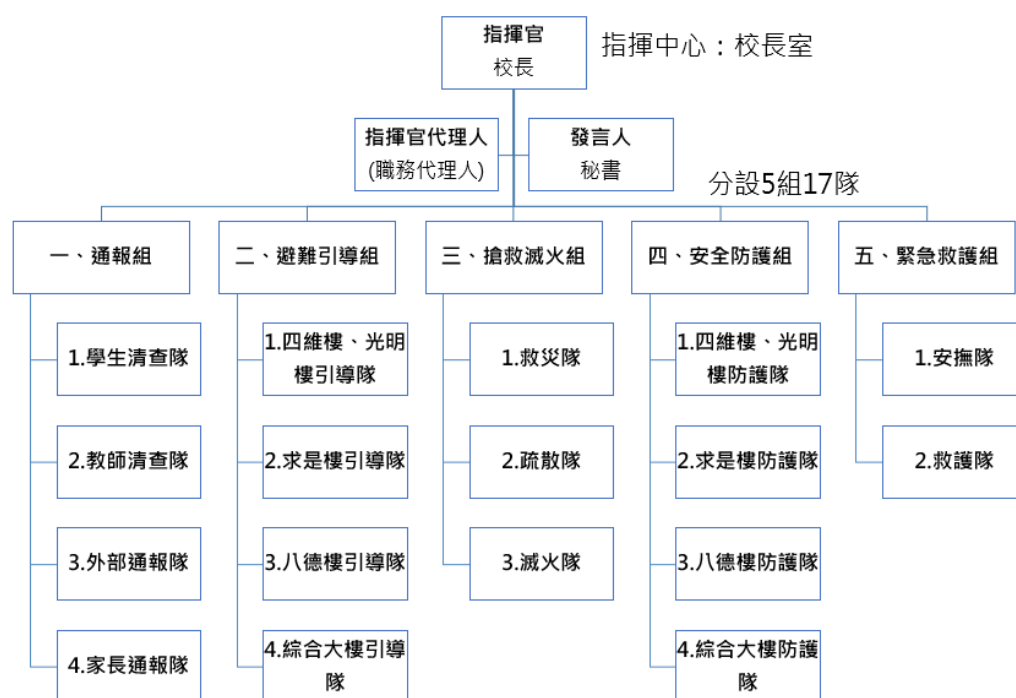 指揮官
校長
指揮中心：校長室
指揮官代理人
(職務代理人)
發言人
秘書
分設5組17隊
一、通報組
1.學生清查隊
2.教師清查隊
3.外部通報隊
4.家長通報隊
二、避難引導組
1.四維樓、光明
樓引導隊
2.求是樓引導隊
3.八德樓引導隊
4.綜合大樓引導
隊
三、搶救滅火組
1.救災隊
2.疏散隊
3.滅火隊
四、安全防護組
1.四維樓、光明
樓防護隊
2.求是樓防護隊
3.八德樓防護隊
4.綜合大樓防護
隊
五、緊急救護組
1.安撫隊
2.救護隊